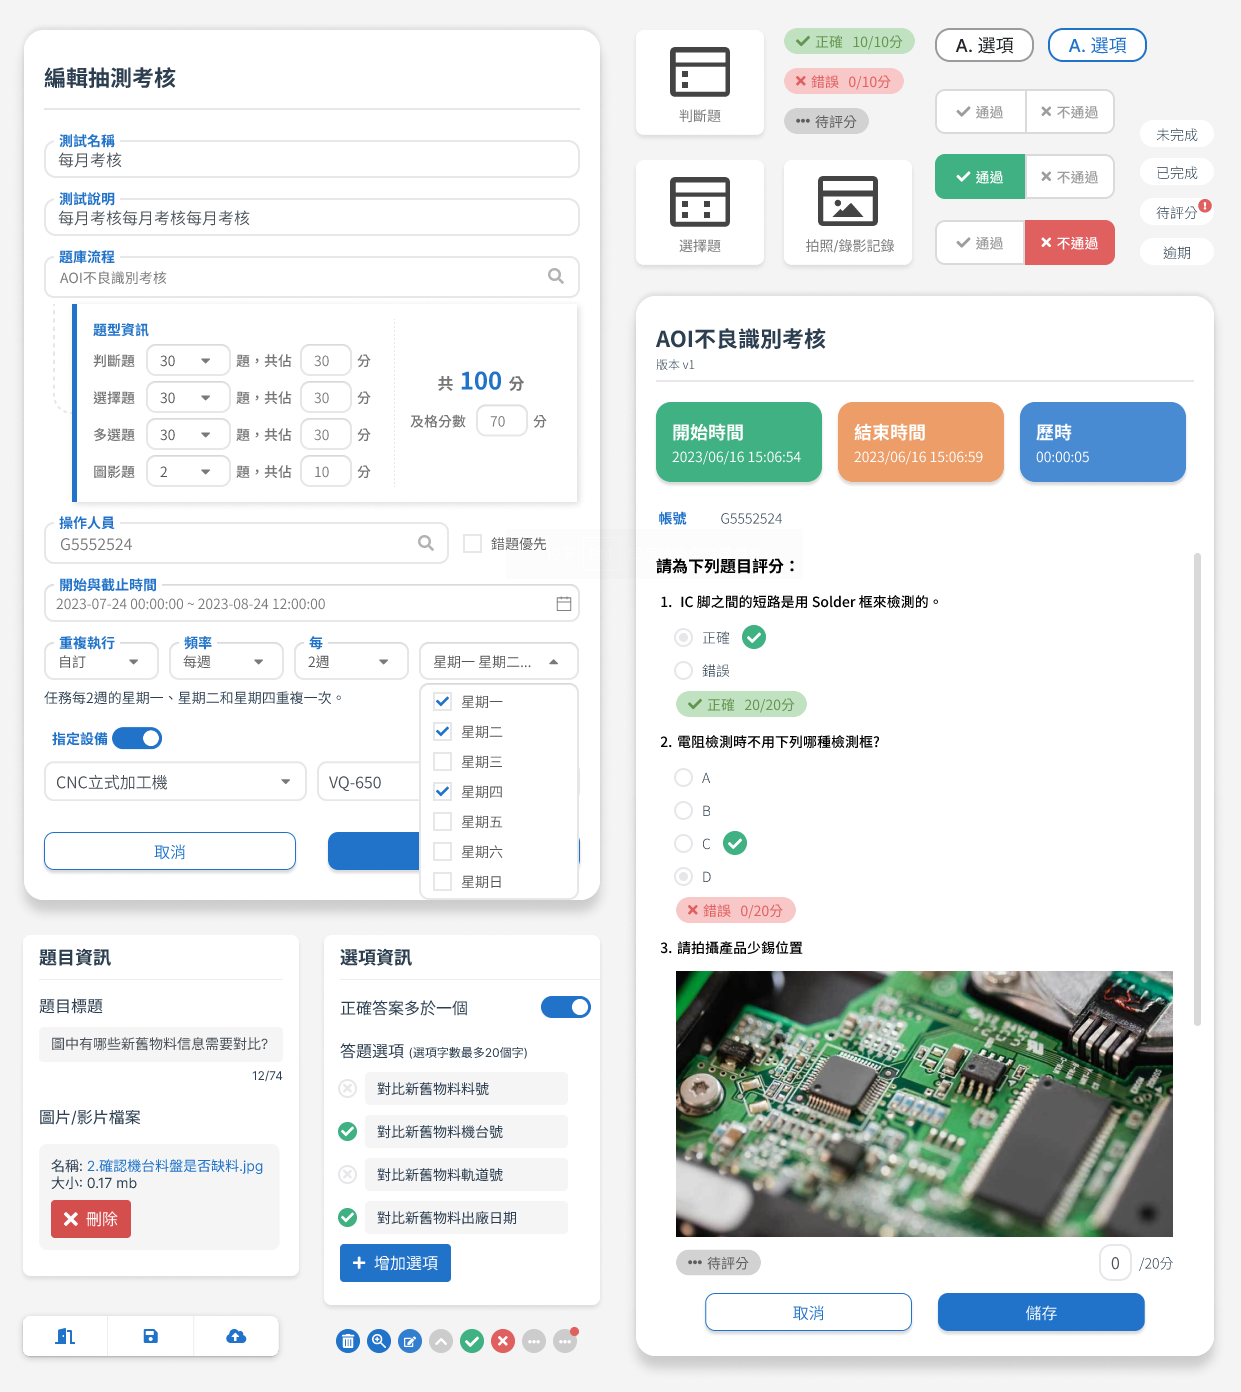 編輯抽測考核
測試名稱
每月考核
測試說明
每月考核每月考核每月考核
題庫流程
AOI不良識別考核
題型資訊
判斷題 30 題，共佔 30 分
選擇題 30 題，共佔 30 分
多選題 30 題，共佔 30 分
圖影題 2 題，共佔 10 分
共 100 分
及格分數 70 分
操作人員
G5552524
錯題優先
開始與截止時間
2023-07-24 00:00:00 ~ 2023-08-24 12:00:00
重複執行 頻率 每
自訂 每週 2週 星期一 星期二...
任務每2週的星期一、星期二和星期四重複一次。
星期一
星期二
星期三
星期四
星期五
星期六
星期日
指定設備
CNC立式加工機 VQ-650
取消
題目資訊
題目標題
圖中有哪些新舊物料信息需要對比?
12/74
圖片/影片檔案
名稱: 2.確認機台料盤是否缺料.jpg
大小: 0.17 mb
刪除
選項資訊
正確答案多於一個
答題選項 (選項字數最多20個字)
對比新舊物料料號
對比新舊物料機台號
對比新舊物料軌道號
對比新舊物料出廠日期
增加選項
判斷題
選擇題
拍照/錄影記錄
正確 10/10分
錯誤 0/10分
待評分
A. 選項 A. 選項
通過 不通過
通過 不通過
通過 不通過
未完成
已完成
待評分
逾期
AOI不良識別考核
版本 v1
開始時間
2023/06/16 15:06:54
結束時間
2023/06/16 15:06:59
歷時
00:00:05
帳號 G5552524
請為下列題目評分：
1. IC 脚之間的短路是用 Solder 框來檢測的。
正確
錯誤
正確 20/20分
2. 電阻檢測時不用下列哪種檢測框?
A
B
C
D
錯誤 0/20分
3. 請拍攝產品少錫位置
待評分 0 /20分
取消 儲存